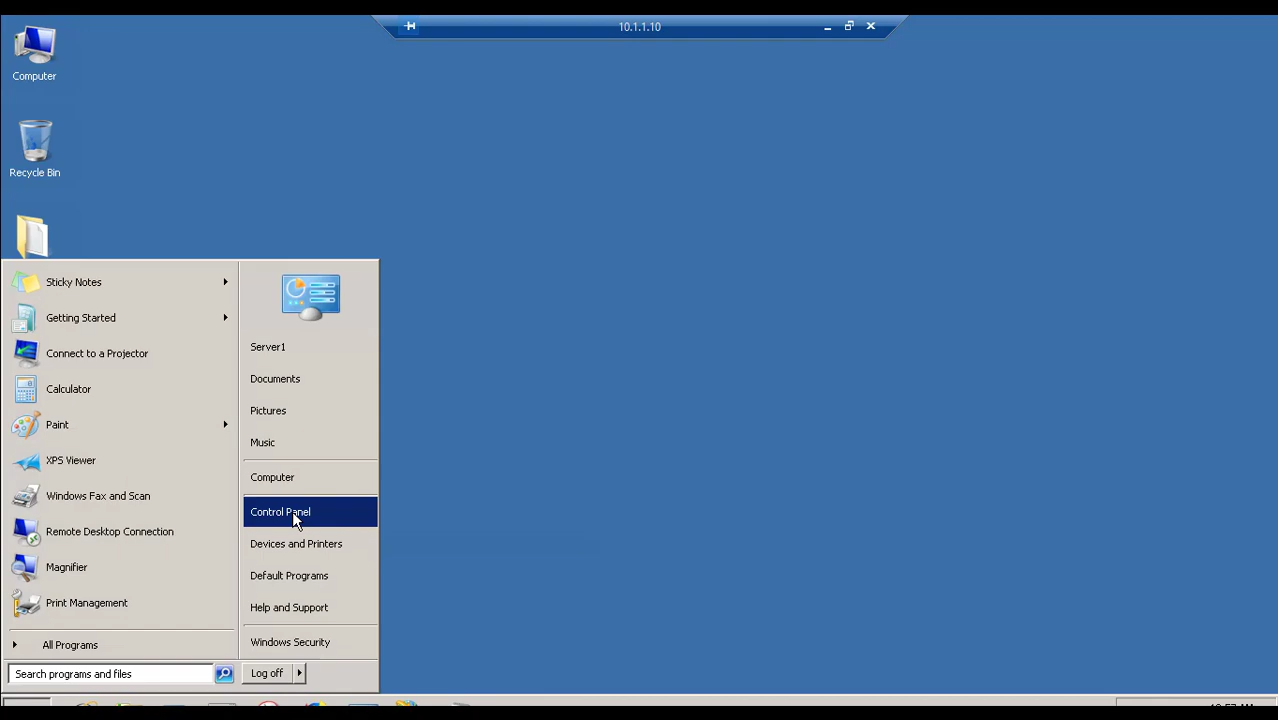 10.1.1.10
Computer
Recycle Bin
Sticky Notes
Getting Started
Connect to a Projector
Calculator
Paint
XPS Viewer
Windows Fax and Scan
Remote Desktop Connection
Magnifier
Print Management
All Programs
Search programs and files
Server1
Documents
Pictures
Music
Computer
Control Panel
Devices and Printers
Default Programs
Help and Support
Windows Security
Log off